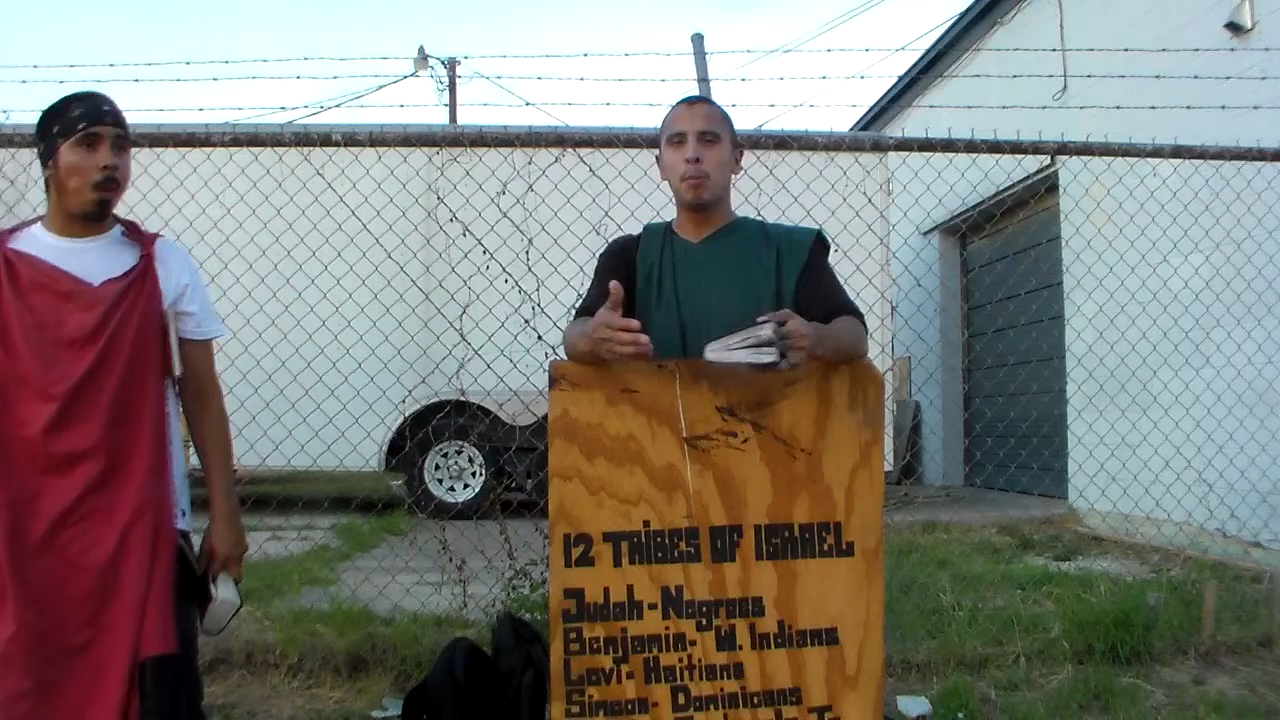 12 TRIBES OF ISRAEL
Judah-Negroes
Benjamin- W. Indians
Levi- Haitians
Simeon- Dominicans